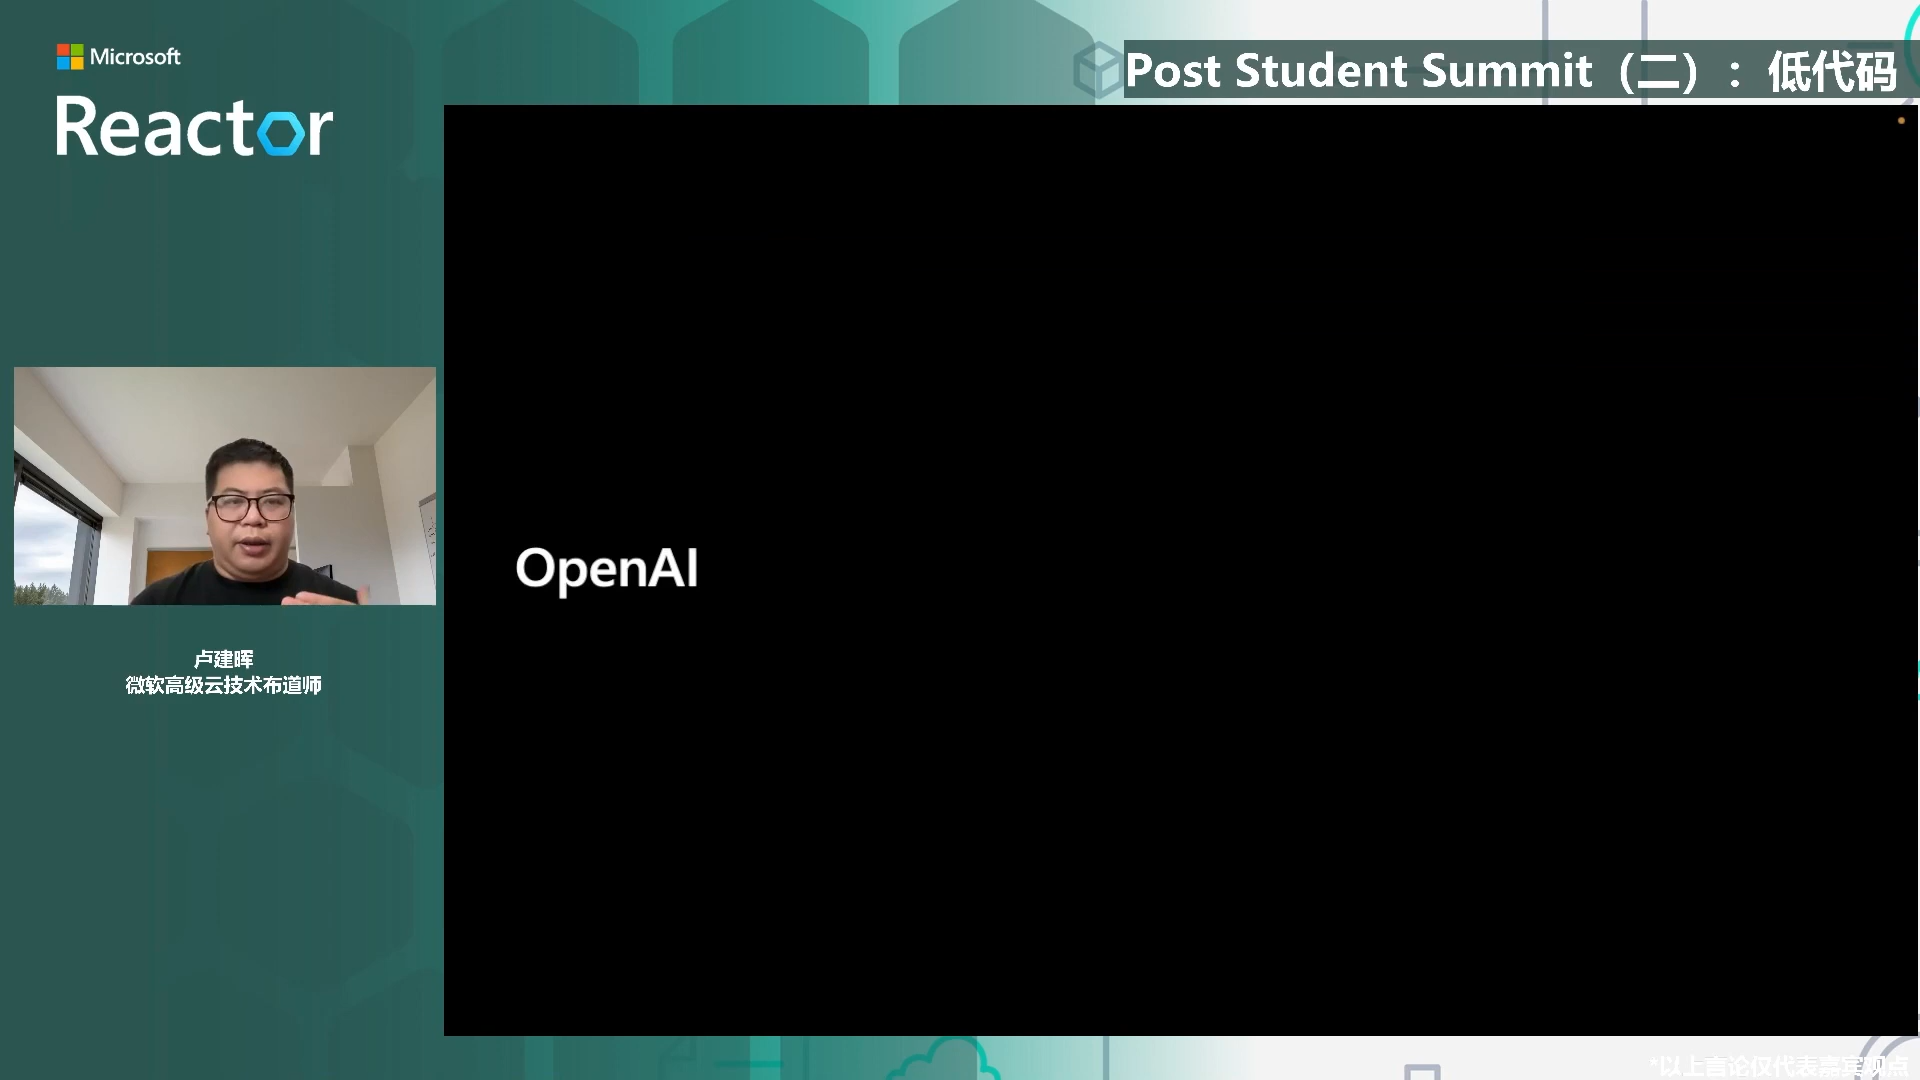 Microsoft
Reactor
Post Student Summit（二）：低代码
OpenAI
卢建晖
微软高级云技术布道师
*以上言论仅代表嘉宾观点